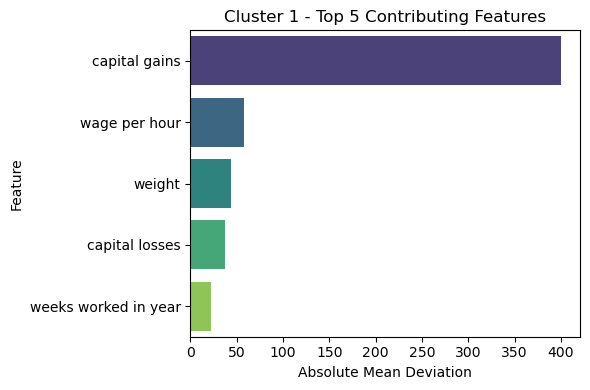 Cluster 1 - Top 5 Contributing Features
Feature
capital gains
wage per hour
weight
capital losses
weeks worked in year
0 50 100 150 200 250 300 350 400
Absolute Mean Deviation